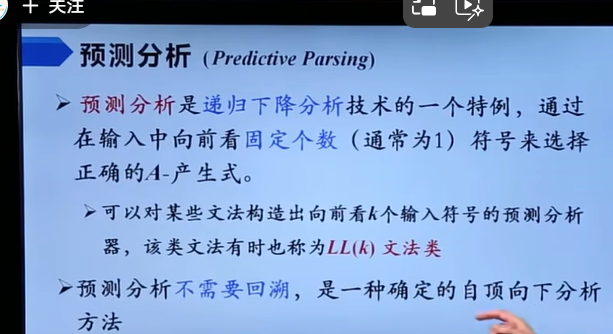 + 关注
预测分析 (Predictive Parsing)
➢ 预测分析是递归下降分析技术的一个特例，通过
在输入中向前看固定个数（通常为1）符号来选择
正确的A-产生式。
➢可以对某些文法构造出向前看k个输入符号的预测分析
器，该类文法有时也称为LL(k) 文法类
➢预测分析不需要回溯，是一种确定的自顶向下分析
方法